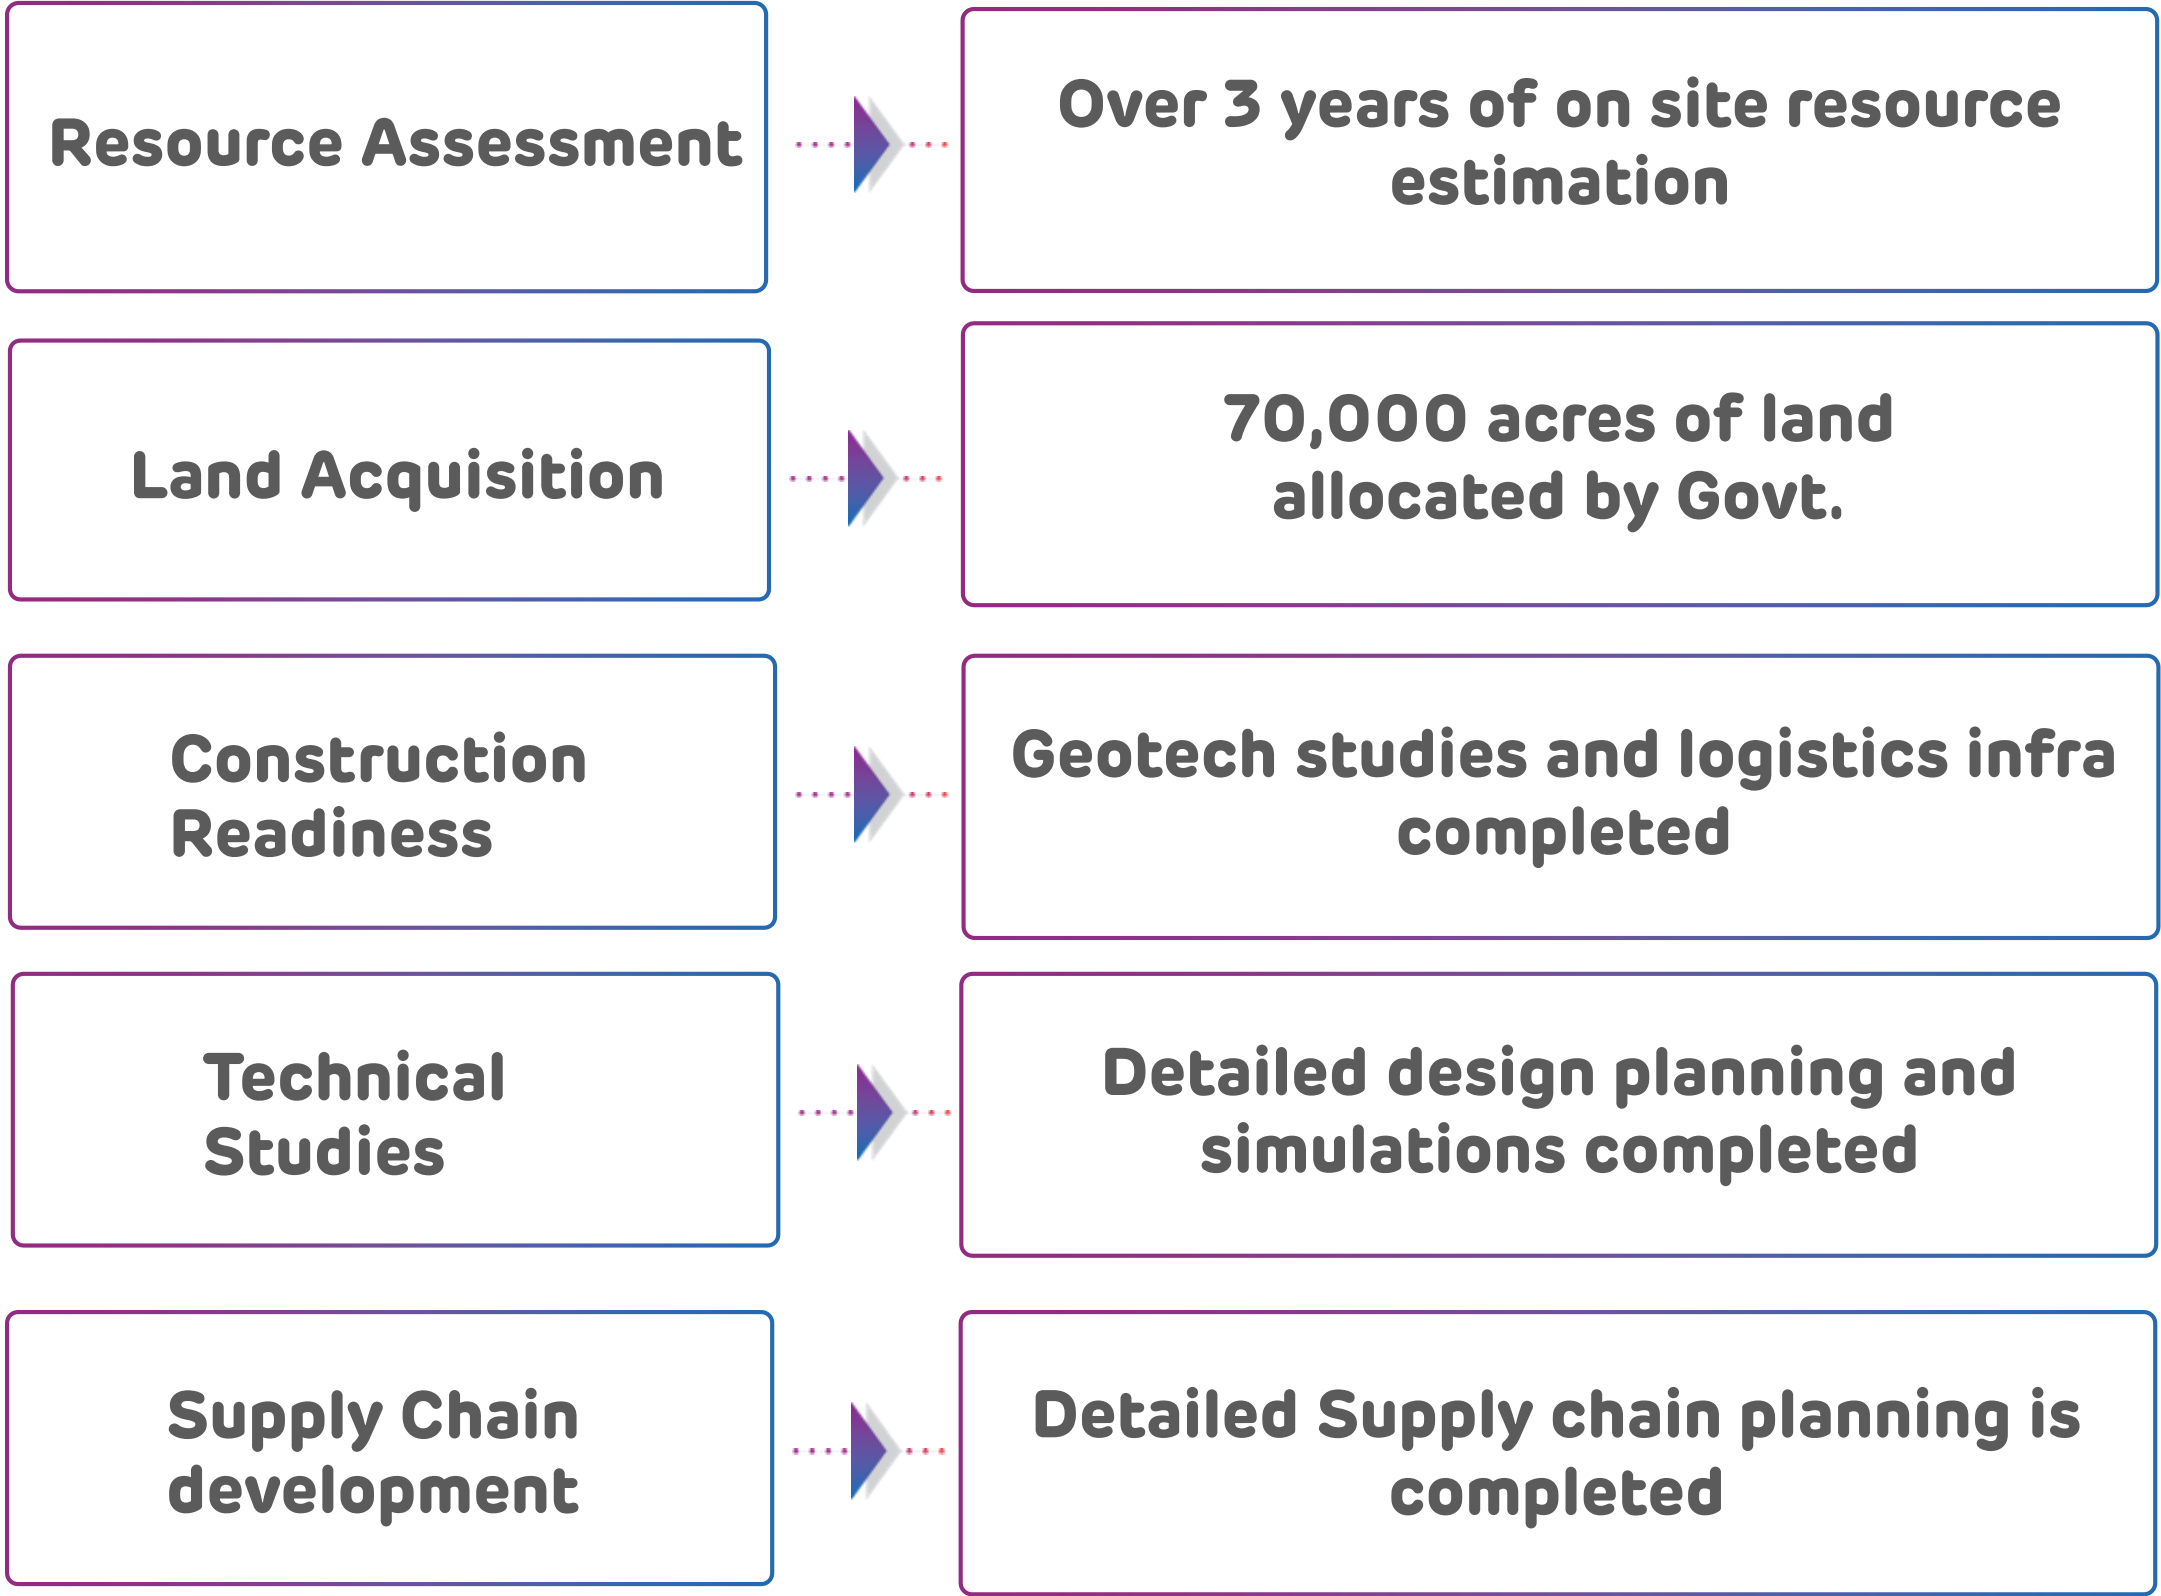 Resource Assessment
Over 3 years of on site resource
estimation
Land Acquisition
70,000 acres of land
allocated by Govt.
Construction
Readiness
Geotech studies and logistics infra
completed
Technical
Studies
Detailed design planning and
simulations completed
Supply Chain
development
Detailed Supply chain planning is
completed